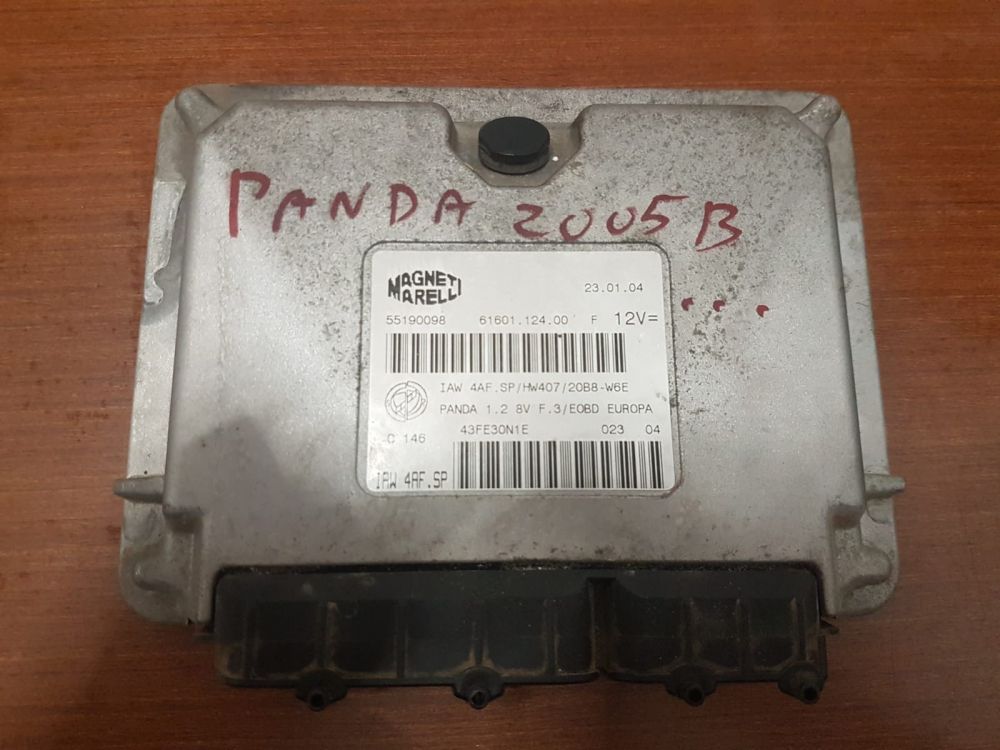 PANDA 2005 B
MAGNETI
MARELLI
23.01.04
55190098 61601.124.00 F 12V=
IAW 4AF.SP/HW407/20B8-W6E
PANDA 1.2 8V F.3/EOBD EUROPA
C 146 43FE30N1E 023 04
IAW 4AF.SP